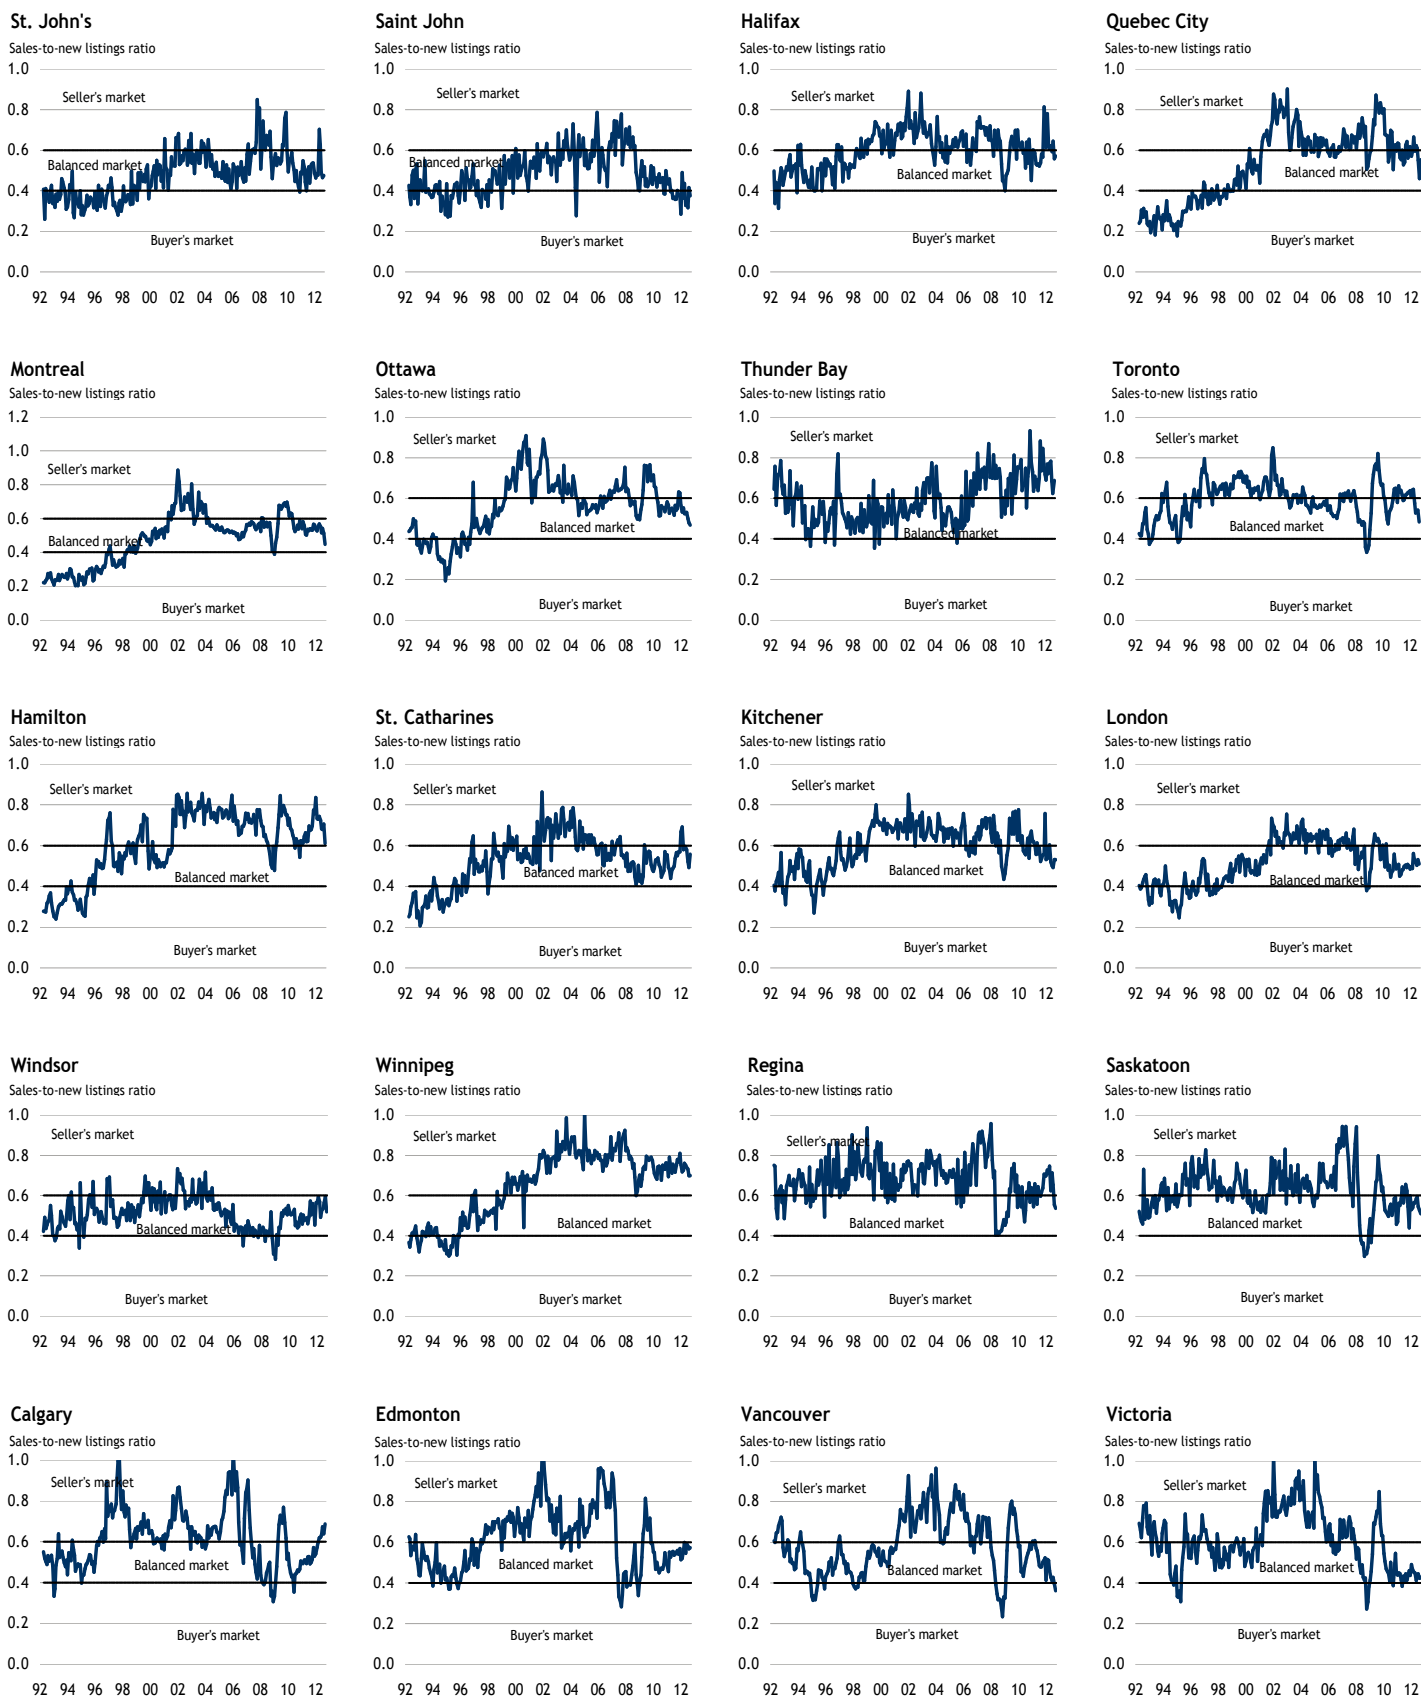 St. John's
Sales-to-new listings ratio
1.0
Seller's market
0.8
0.6
Balanced market
0.4
Buyer's market
0.2
0.0
92 94 96 98 00 02 04 06 08 10 12
Saint John
Sales-to-new listings ratio
1.0
Seller's market
0.8
0.6
Balanced market
0.4
0.2
Buyer's market
0.0
92 94 96 98 00 02 04 06 08 10 12
Halifax
Sales-to-new listings ratio
1.0
Seller's market
0.8
0.6
Balanced market
0.4
0.2
Buyer's market
0.0
92 94 96 98 00 02 04 06 08 10 12
Quebec City
Sales-to-new listings ratio
1.0
Seller's market
0.8
0.6
Balanced market
0.4
0.2
Buyer's market
0.0
92 94 96 98 00 02 04 06 08 10 12
Montreal
Sales-to-new listings ratio
1.2
1.0
Seller's market
0.8
0.6
Balanced market
0.4
0.2
Buyer's market
0.0
92 94 96 98 00 02 04 06 08 10 12
Ottawa
Sales-to-new listings ratio
1.0
Seller's market
0.8
0.6
Balanced market
0.4
0.2
Buyer's market
0.0
92 94 96 98 00 02 04 06 08 10 12
Thunder Bay
Sales-to-new listings ratio
1.0
Seller's market
0.8
0.6
Balanced market
0.4
0.2
Buyer's market
0.0
92 94 96 98 00 02 04 06 08 10 12
Toronto
Sales-to-new listings ratio
1.0
Seller's market
0.8
0.6
Balanced market
0.4
0.2
Buyer's market
0.0
92 94 96 98 00 02 04 06 08 10 12
Hamilton
Sales-to-new listings ratio
1.0
Seller's market
0.8
0.6
Balanced market
0.4
0.2
Buyer's market
0.0
92 94 96 98 00 02 04 06 08 10 12
St. Catharines
Sales-to-new listings ratio
1.0
Seller's market
0.8
0.6
Balanced market
0.4
0.2
Buyer's market
0.0
92 94 96 98 00 02 04 06 08 10 12
Kitchener
Sales-to-new listings ratio
1.0
Seller's market
0.8
0.6
Balanced market
0.4
0.2
Buyer's market
0.0
92 94 96 98 00 02 04 06 08 10 12
London
Sales-to-new listings ratio
1.0
Seller's market
0.8
0.6
Balanced market
0.4
0.2
Buyer's market
0.0
92 94 96 98 00 02 04 06 08 10 12
Windsor
Sales-to-new listings ratio
1.0
Seller's market
0.8
0.6
Balanced market
0.4
0.2
Buyer's market
0.0
92 94 96 98 00 02 04 06 08 10 12
Winnipeg
Sales-to-new listings ratio
1.0
Seller's market
0.8
0.6
Balanced market
0.4
0.2
Buyer's market
0.0
92 94 96 98 00 02 04 06 08 10 12
Regina
Sales-to-new listings ratio
1.0
Seller's market
0.8
0.6
Balanced market
0.4
0.2
Buyer's market
0.0
92 94 96 98 00 02 04 06 08 10 12
Saskatoon
Sales-to-new listings ratio
1.0
Seller's market
0.8
0.6
Balanced market
0.4
0.2
Buyer's market
0.0
92 94 96 98 00 02 04 06 08 10 12
Calgary
Sales-to-new listings ratio
1.0
Seller's market
0.8
0.6
Balanced market
0.4
0.2
Buyer's market
0.0
92 94 96 98 00 02 04 06 08 10 12
Edmonton
Sales-to-new listings ratio
1.0
Seller's market
0.8
0.6
Balanced market
0.4
0.2
Buyer's market
0.0
92 94 96 98 00 02 04 06 08 10 12
Vancouver
Sales-to-new listings ratio
1.0
Seller's market
0.8
0.6
Balanced market
0.4
0.2
Buyer's market
0.0
92 94 96 98 00 02 04 06 08 10 12
Victoria
Sales-to-new listings ratio
1.0
Seller's market
0.8
0.6
Balanced market
0.4
0.2
Buyer's market
0.0
92 94 96 98 00 02 04 06 08 10 12